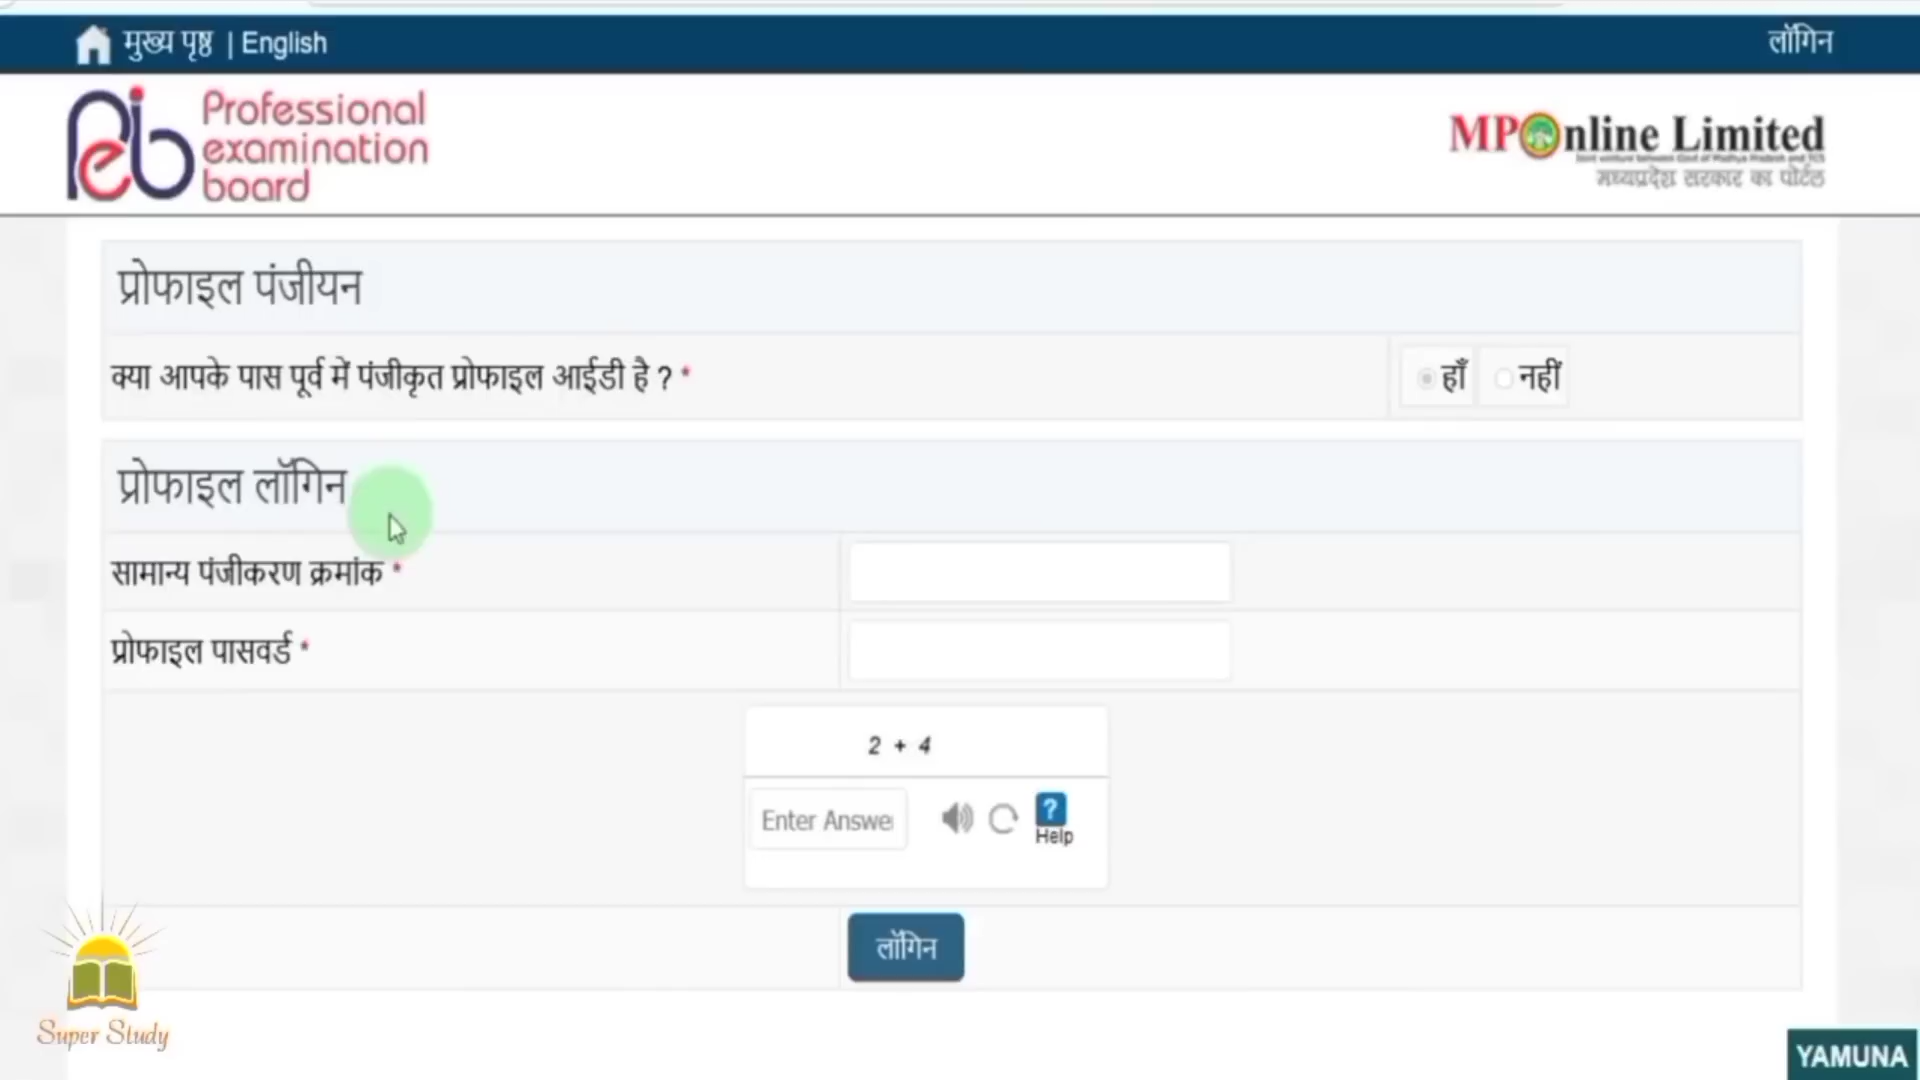 मुख्य पृष्ठ | English
लॉगिन
Peb Professional examination board
MPOnline Limited
मध्यप्रदेश सरकार का पोर्टल
प्रोफाइल पंजीयन
क्या आपके पास पूर्व में पंजीकृत प्रोफाइल आईडी है ? *
हाँ नहीं
प्रोफाइल लॉगिन
सामान्य पंजीकरण क्रमांक *
प्रोफाइल पासवर्ड *
2 + 4
Enter Answe
? Help
लॉगिन
Super Study
YAMUNA